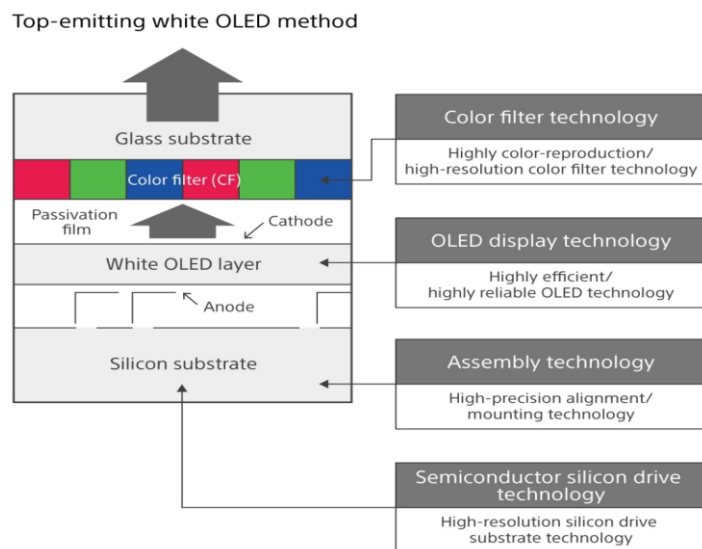 Top-emitting white OLED method
Glass substrate
Color filter (CF)
Passivation
film
Cathode
White OLED layer
Anode
Silicon substrate
Color filter technology
Highly color-reproduction/
high-resolution color filter technology
OLED display technology
Highly efficient/
highly reliable OLED technology
Assembly technology
High-precision alignment/
mounting technology
Semiconductor silicon drive
technology
High-resolution silicon drive
substrate technology